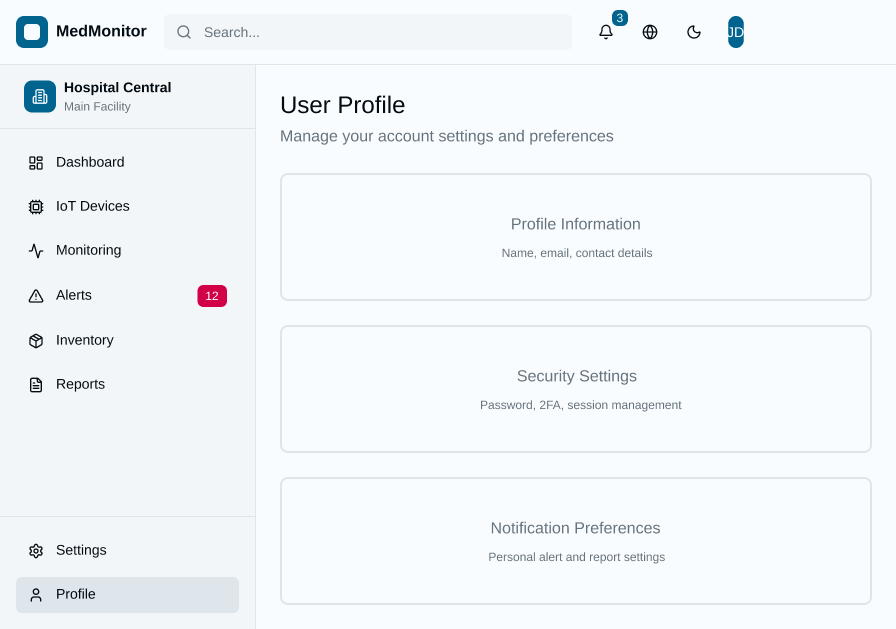 MedMonitor
Search...
3
JD
Hospital Central
Main Facility
Dashboard
IoT Devices
Monitoring
Alerts
12
Inventory
Reports
Settings
Profile
User Profile
Manage your account settings and preferences
Profile Information
Name, email, contact details
Security Settings
Password, 2FA, session management
Notification Preferences
Personal alert and report settings